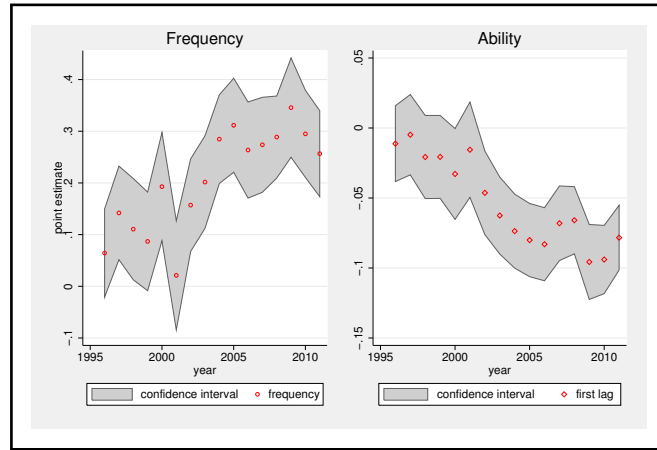 Frequency
.4
.3
.2
.1
0
-.1
point estimate
1995
2000
2005
2010
year
confidence interval
frequency
Ability
.05
0
-.05
-.1
-.15
1995
2000
2005
2010
year
confidence interval
first lag